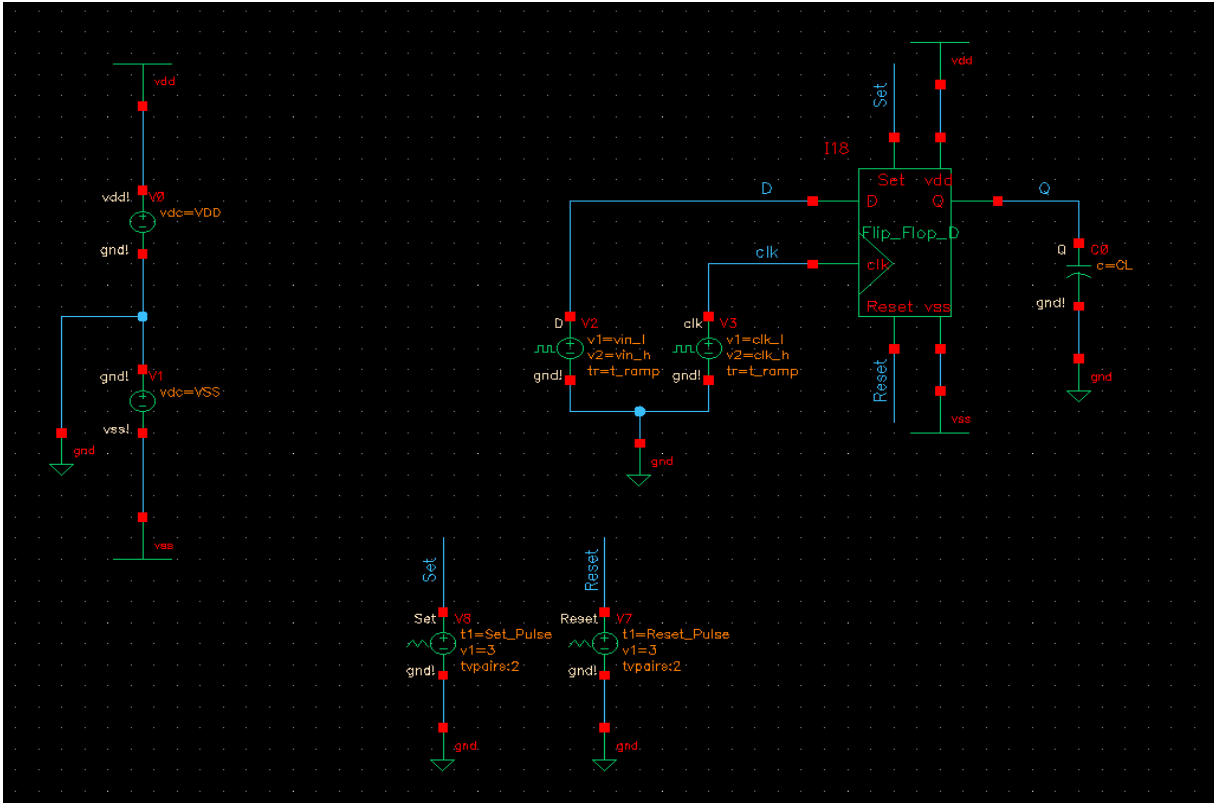 vdd
vdd! V0
vdc=VDD
gnd!
gnd! V1
vdc=VSS
vss!
gnd
vss
vdd
Set
I18
Set vdd
D
D Q
Q
Flip_Flop_D
clk
clk
Reset vss
Reset
vss
Q C0
c=CL
gnd!
gnd
D V2
v1=vin_l
v2=vin_h
tr=t_ramp
gnd!
clk V3
v1=clk_l
v2=clk_h
tr=t_ramp
gnd!
gnd
Set
Set V8
t1=Set_Pulse
v1=3
tvpairs:2
gnd!
gnd
Reset
Reset V7
t1=Reset_Pulse
v1=3
tvpairs:2
gnd!
gnd